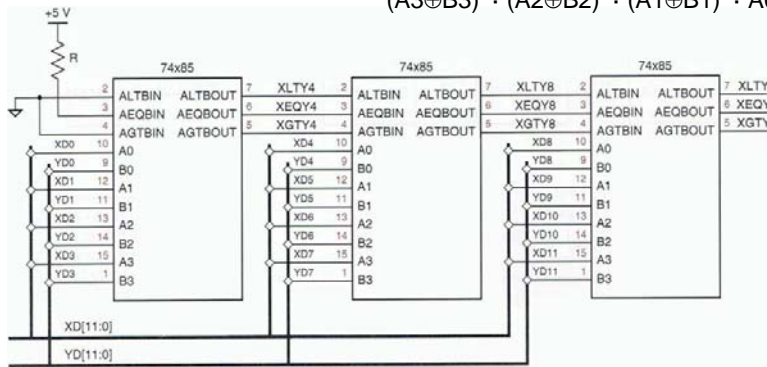 (A3⊕B3)' · (A2⊕B2)' · (A1⊕B1)' ·
+5 V
R
74x85
2 ALTBIN ALTBOUT 7
3 AEQBIN AEQBOUT 6
4 AGTBIN AGTBOUT 5
XD0 10 A0
YD0 9 B0
XD1 12 A1
YD1 11 B1
XD2 13 A2
YD2 14 B2
XD3 15 A3
YD3 1 B3
74x85
XLTY4 2 ALTBIN ALTBOUT 7
XEQY4 3 AEQBIN AEQBOUT 6
XGTY4 4 AGTBIN AGTBOUT 5
XD4 10 A0
YD4 9 B0
XD5 12 A1
YD5 11 B1
XD6 13 A2
YD6 14 B2
XD7 15 A3
YD7 1 B3
74x85
XLTY8 2 ALTBIN ALTBOUT 7 XLTY
XEQY8 3 AEQBIN AEQBOUT 6 XEQY
XGTY8 4 AGTBIN AGTBOUT 5 XGTY
XD8 10 A0
YD8 9 B0
XD9 12 A1
YD9 11 B1
XD10 13 A2
YD10 14 B2
XD11 15 A3
YD11 1 B3
XD[11:0]
YD[11:0]